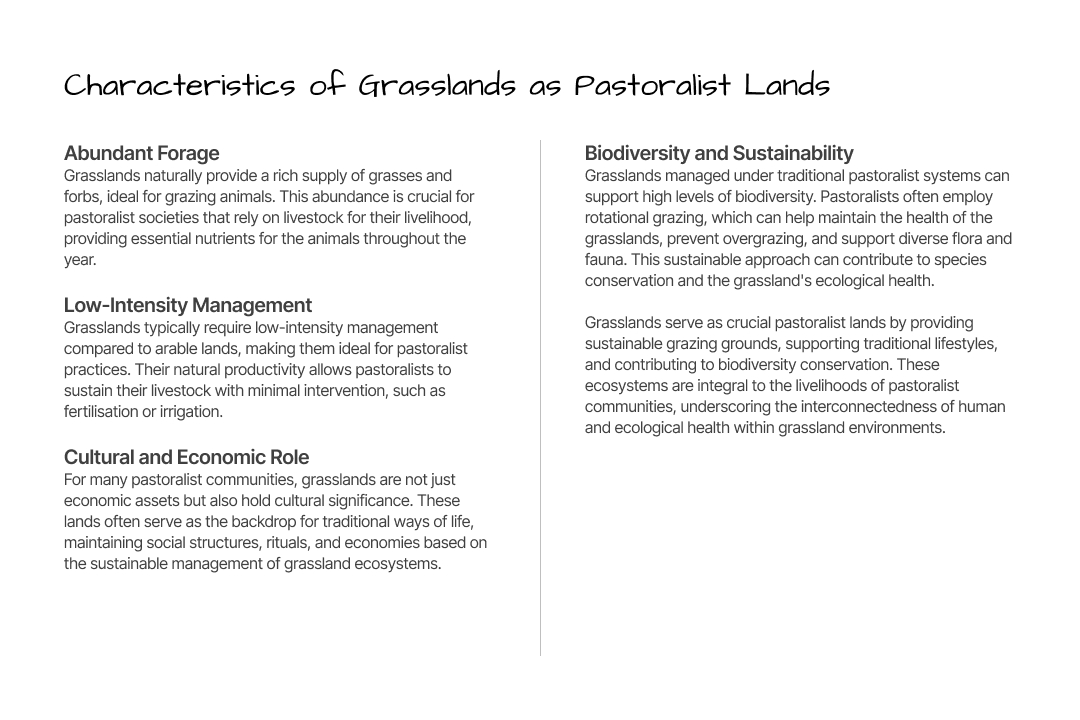 Characteristics of Grasslands as Pastoralist Lands
Abundant Forage
Grasslands naturally provide a rich supply of grasses and
forbs, ideal for grazing animals. This abundance is crucial for
pastoralist societies that rely on livestock for their livelihood,
providing essential nutrients for the animals throughout the
year.
Low-Intensity Management
Grasslands typically require low-intensity management
compared to arable lands, making them ideal for pastoralist
practices. Their natural productivity allows pastoralists to
sustain their livestock with minimal intervention, such as
fertilisation or irrigation.
Cultural and Economic Role
For many pastoralist communities, grasslands are not just
economic assets but also hold cultural significance. These
lands often serve as the backdrop for traditional ways of life,
maintaining social structures, rituals, and economies based on
the sustainable management of grassland ecosystems.
Biodiversity and Sustainability
Grasslands managed under traditional pastoralist systems can
support high levels of biodiversity. Pastoralists often employ
rotational grazing, which can help maintain the health of the
grasslands, prevent overgrazing, and support diverse flora and
fauna. This sustainable approach can contribute to species
conservation and the grassland's ecological health.
Grasslands serve as crucial pastoralist lands by providing
sustainable grazing grounds, supporting traditional lifestyles,
and contributing to biodiversity conservation. These
ecosystems are integral to the livelihoods of pastoralist
communities, underscoring the interconnectedness of human
and ecological health within grassland environments.